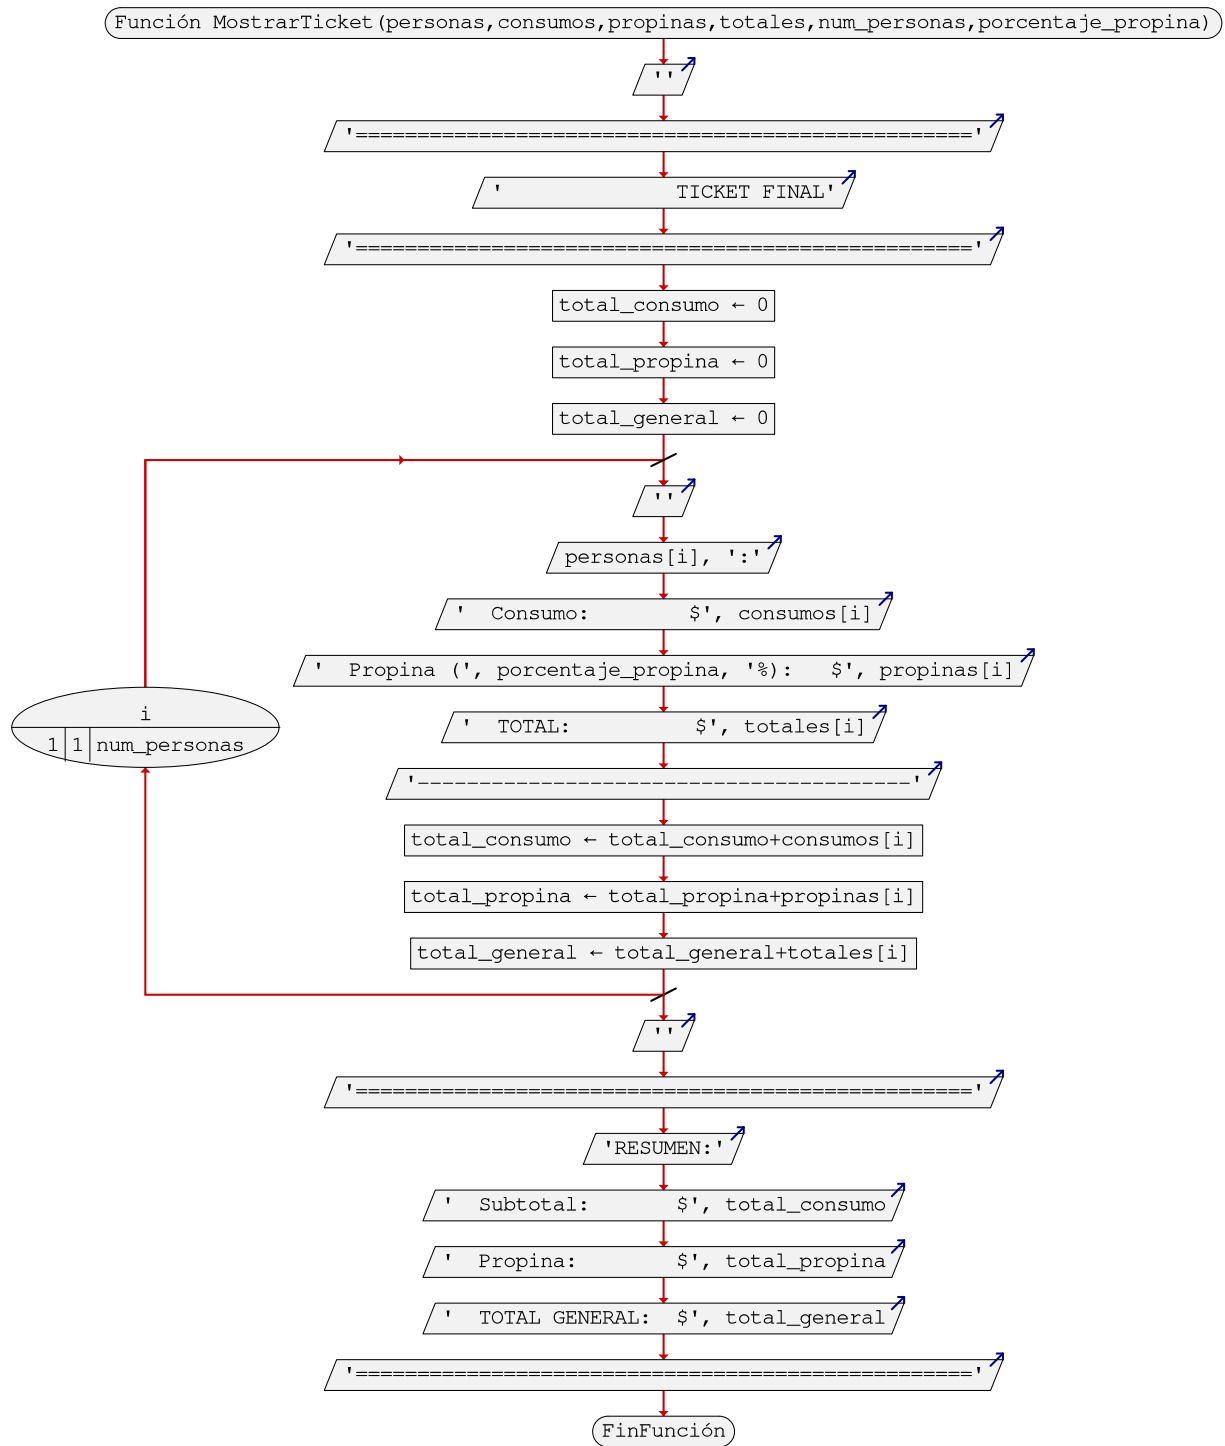 Función MostrarTicket(personas,consumos,propinas,totales,num_personas,porcentaje_propina)
''
'=================================================='
'              TICKET FINAL'
'=================================================='
total_consumo ← 0
total_propina ← 0
total_general ← 0
''
personas[i], ':'
'  Consumo:        $', consumos[i]
'  Propina (', porcentaje_propina, '%):   $', propinas[i]
i
1 1 num_personas
'  TOTAL:          $', totales[i]
'----------------------------------------'
total_consumo ← total_consumo+consumos[i]
total_propina ← total_propina+propinas[i]
total_general ← total_general+totales[i]
''
'=================================================='
'RESUMEN:'
'  Subtotal:       $', total_consumo
'  Propina:        $', total_propina
'  TOTAL GENERAL:  $', total_general
'=================================================='
FinFunción